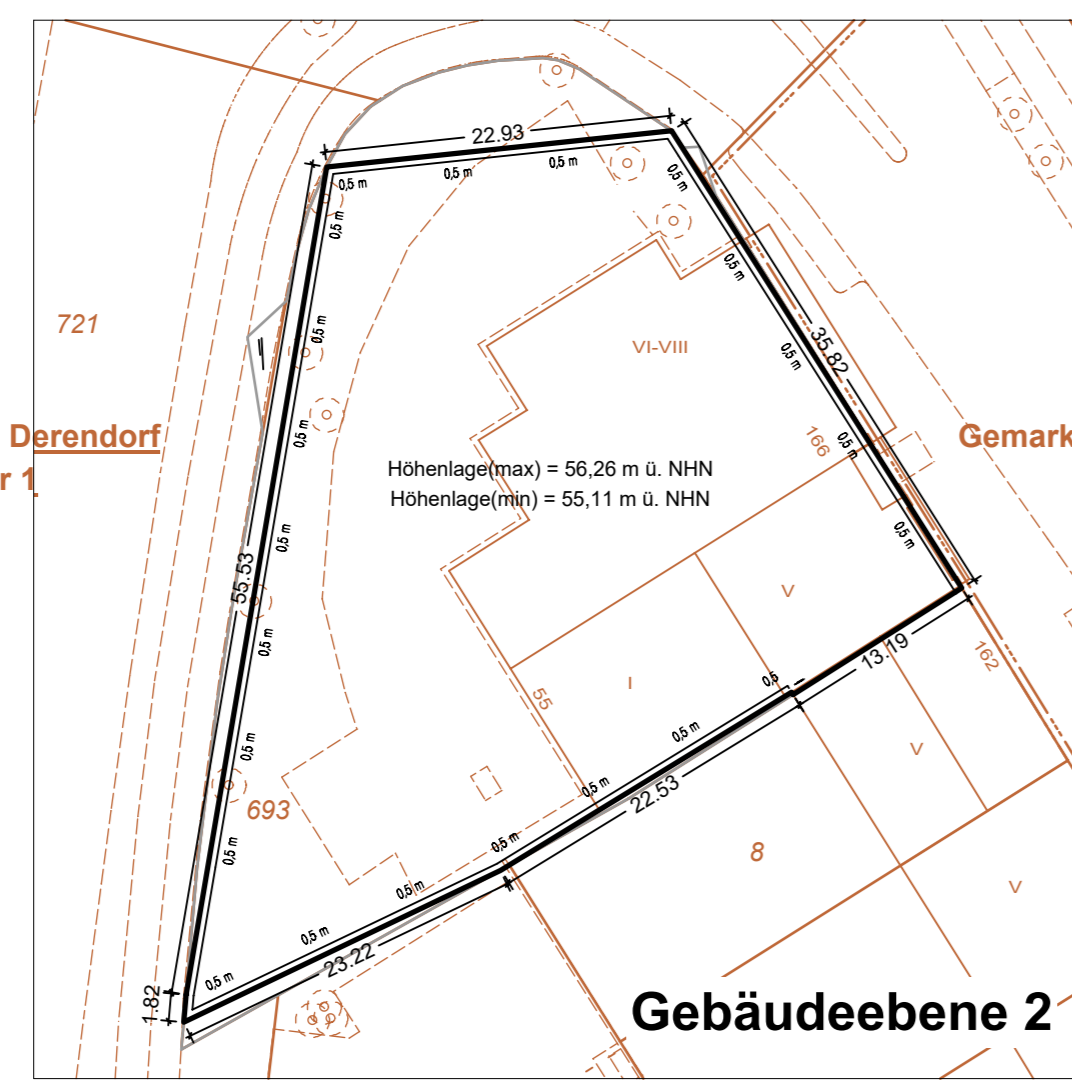 22.93
0,5 m
0,5 m
0,5 m
0,5 m
0,5 m
0,5 m
721
0,5 m
VI-VIII
35.82
0,5 m
Derendorf
0,5 m
166
0,5 m
Gemark
r 1
Höhenlage(max) = 56,26 m ü. NHN
Höhenlage(min) = 55,11 m ü. NHN
0,5 m
0,5 m
55.53
V
0,5 m
13.19
162
0,5
I
55
0,5 m
0,5 m
V
0,5 m
22.53
693
0,5 m
0,5 m
8
0,5 m
V
0,5 m
23.22
0,5 m
1.82
Gebäudeebene 2